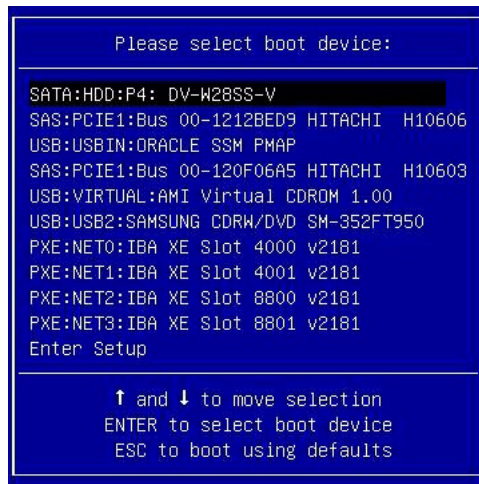 Please select boot device:
SATA:HDD:P4: DV-W28SS-V
SAS:PCIE1:Bus 00-1212BED9 HITACHI H10606
USB:USBIN:ORACLE SSM PMAP
SAS:PCIE1:Bus 00-120F06A5 HITACHI H10603
USB:VIRTUAL:AMI Virtual CDROM 1.00
USB:USB2:SAMSUNG CDRW/DVD SM-352FT950
PXE:NET0:IBA XE Slot 4000 v2181
PXE:NET1:IBA XE Slot 4001 v2181
PXE:NET2:IBA XE Slot 8800 v2181
PXE:NET3:IBA XE Slot 8801 v2181
Enter Setup
↑ and ↓ to move selection
ENTER to select boot device
ESC to boot using defaults